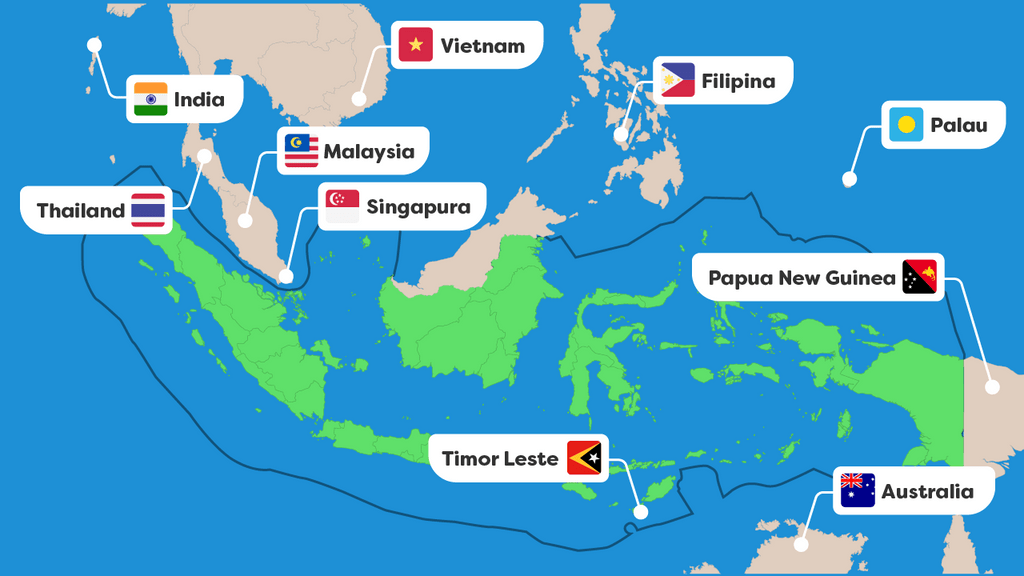 Vietnam
Filipina
India
Palau
Malaysia
Thailand
Singapura
Papua New Guinea
Timor Leste
Australia